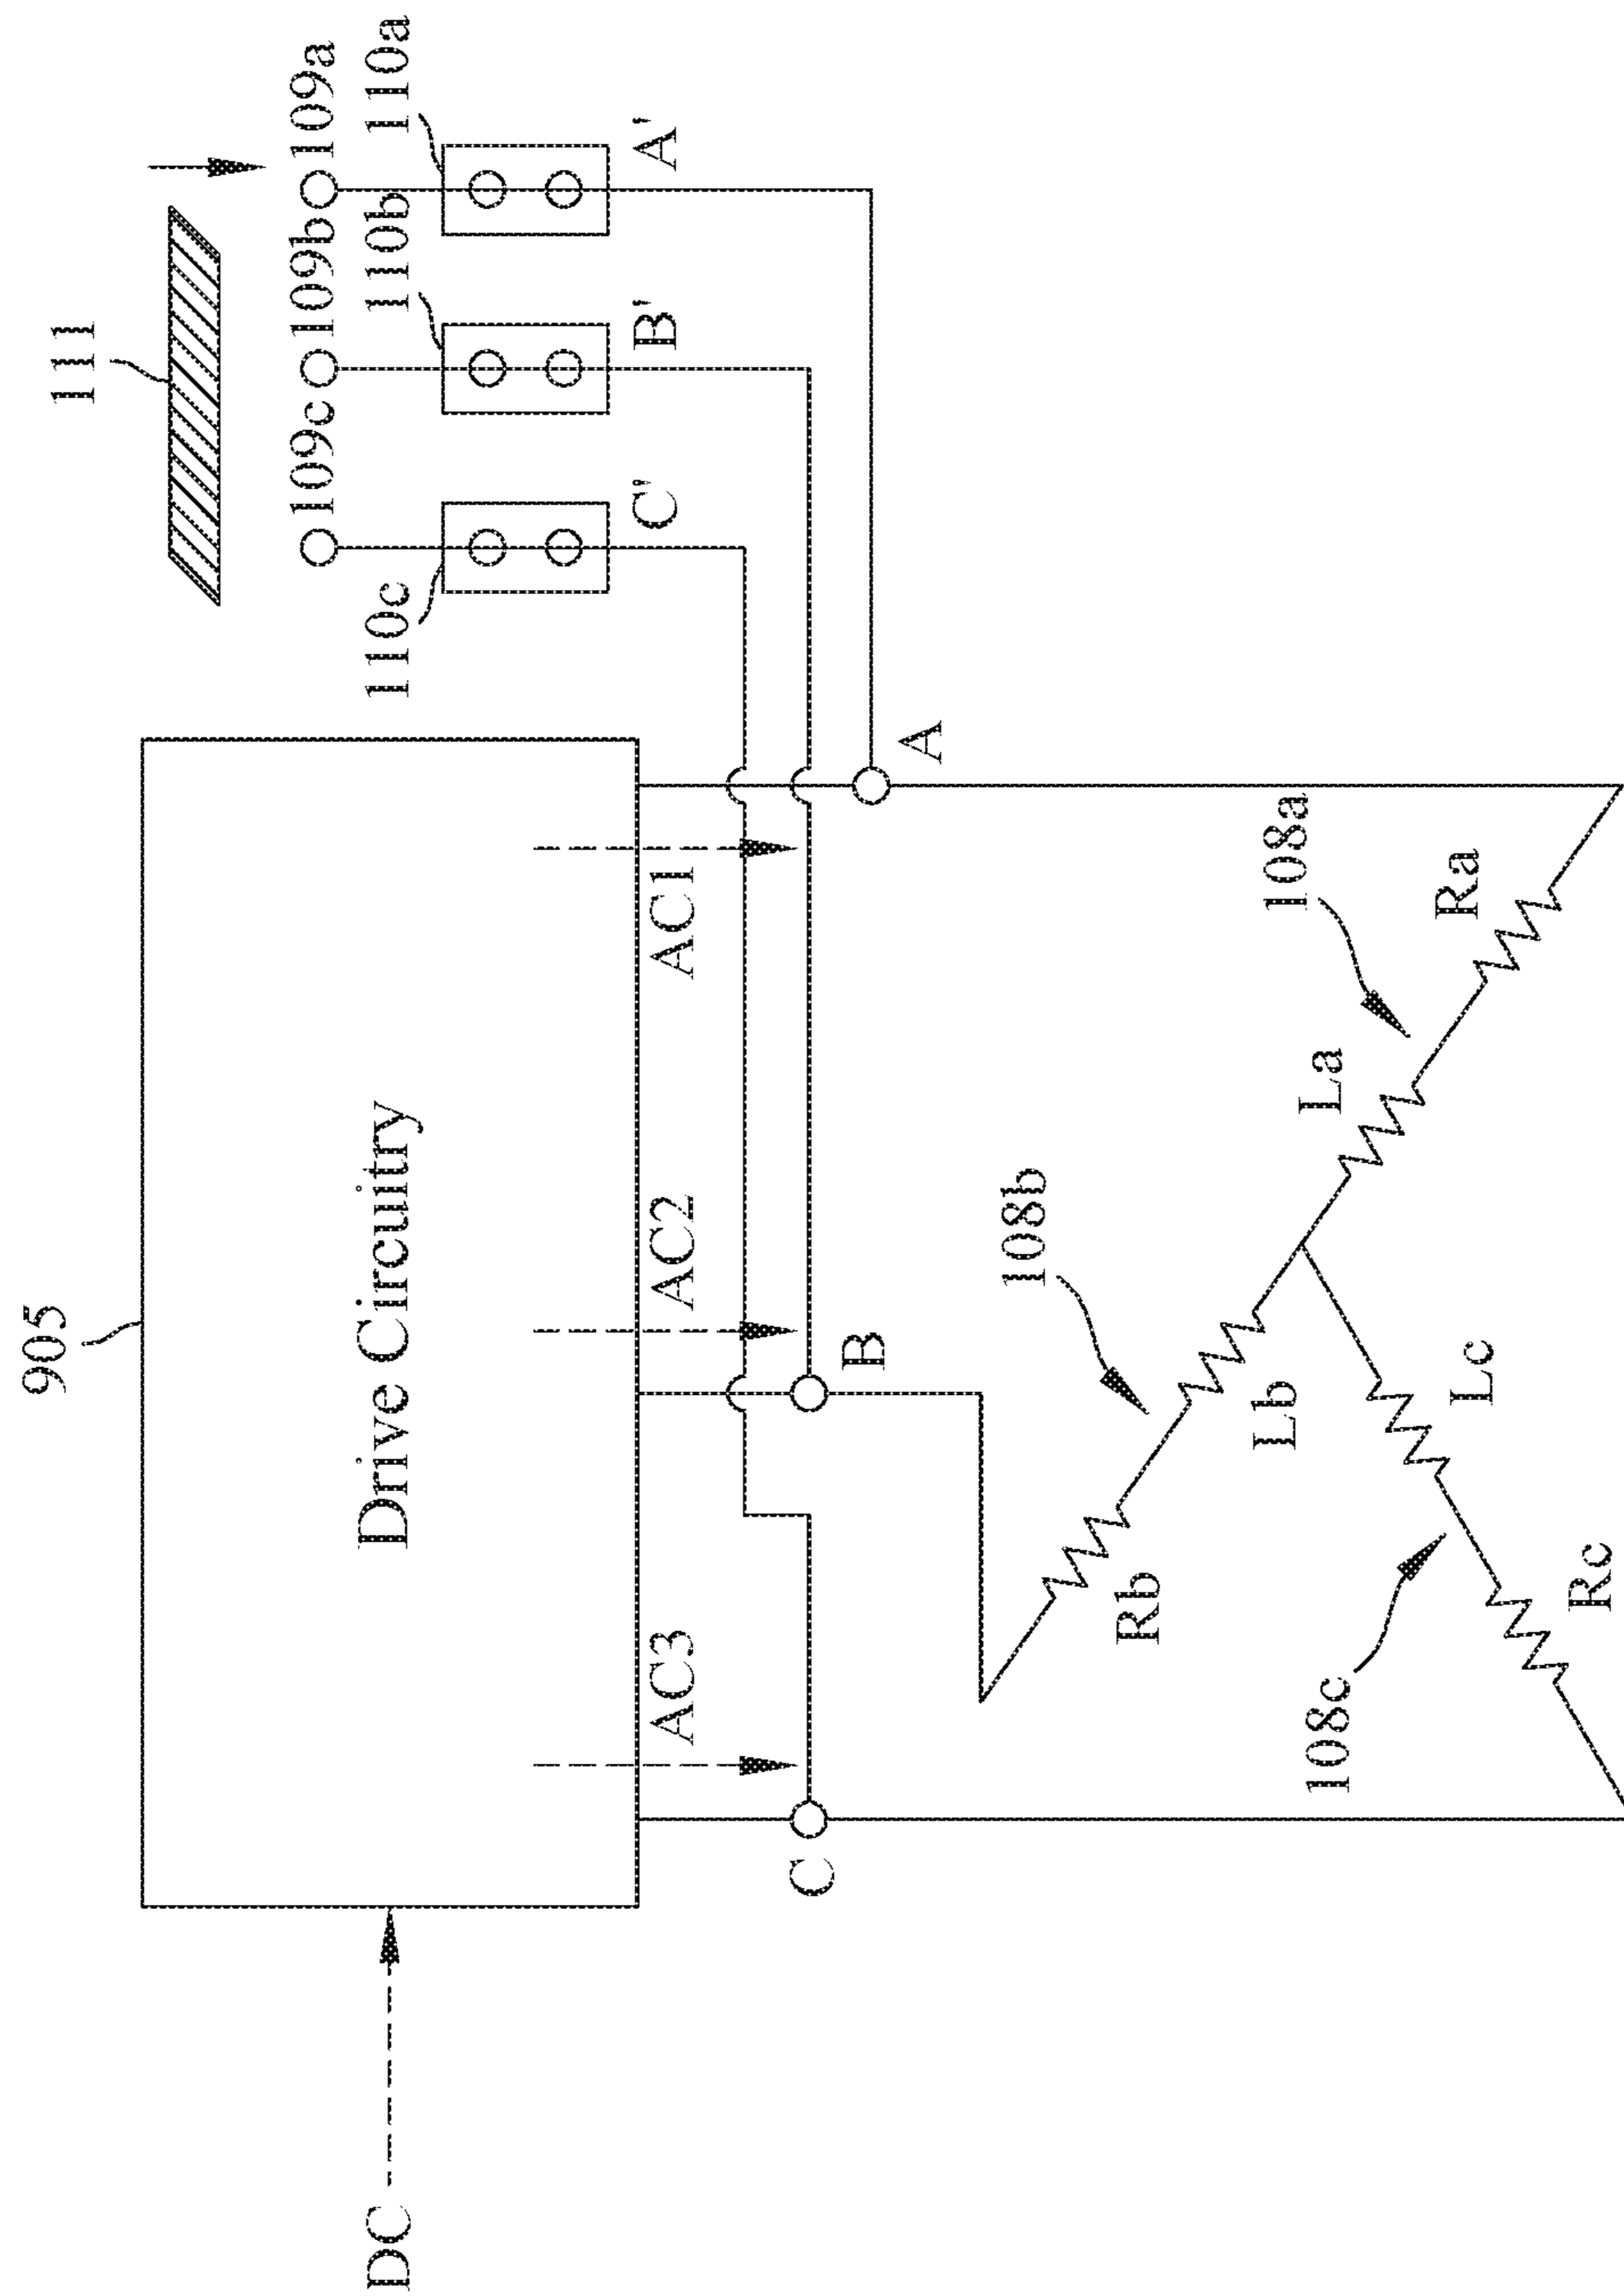 905
111
Drive Circuitry
DC
AC3
AC2
AC1
109c
109b
109a
110c
110b
110a
C'
B'
A'
C
B
A
108b
108a
108c
Rb
Lb
La
Ra
Lc
Rc